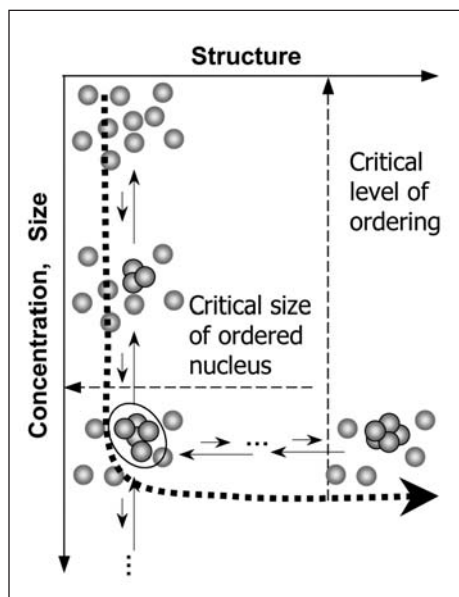 Structure
Concentration, Size
Critical
level of
ordering
Critical size
of ordered
nucleus
...
...